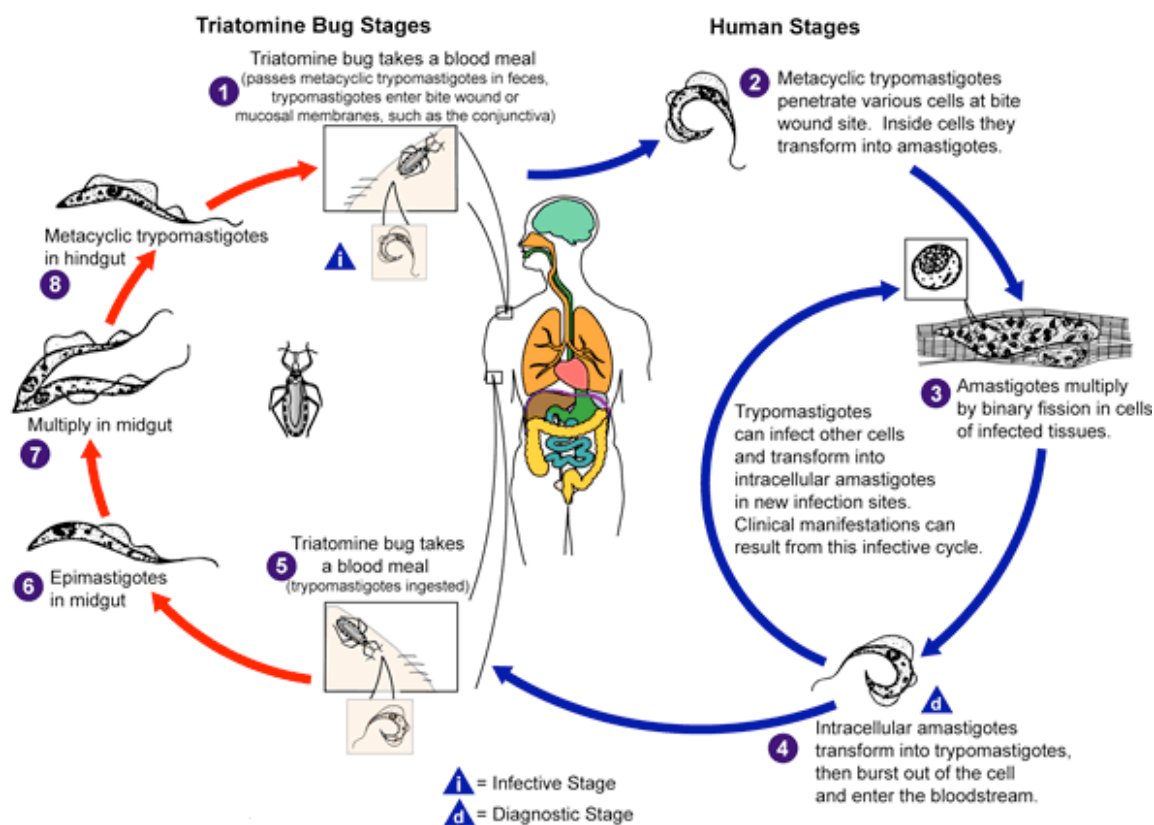 Triatomine Bug Stages
Human Stages
1
Triatomine bug takes a blood meal
(passes metacyclic trypomastigotes in feces,
trypomastigotes enter bite wound or
mucosal membranes, such as the conjunctiva)
i
2
Metacyclic trypomastigotes
penetrate various cells at bite
wound site. Inside cells they
transform into amastigotes.
3
Amastigotes multiply
by binary fission in cells
of infected tissues.
Trypomastigotes
can infect other cells
and transform into
intracellular amastigotes
in new infection sites.
Clinical manifestations can
result from this infective cycle.
d
4
Intracellular amastigotes
transform into trypomastigotes,
then burst out of the cell
and enter the bloodstream.
5
Triatomine bug takes
a blood meal
(trypomastigotes ingested)
6
Epimastigotes
in midgut
Multiply in midgut
7
Metacyclic trypomastigotes
in hindgut
8
i = Infective Stage
d = Diagnostic Stage